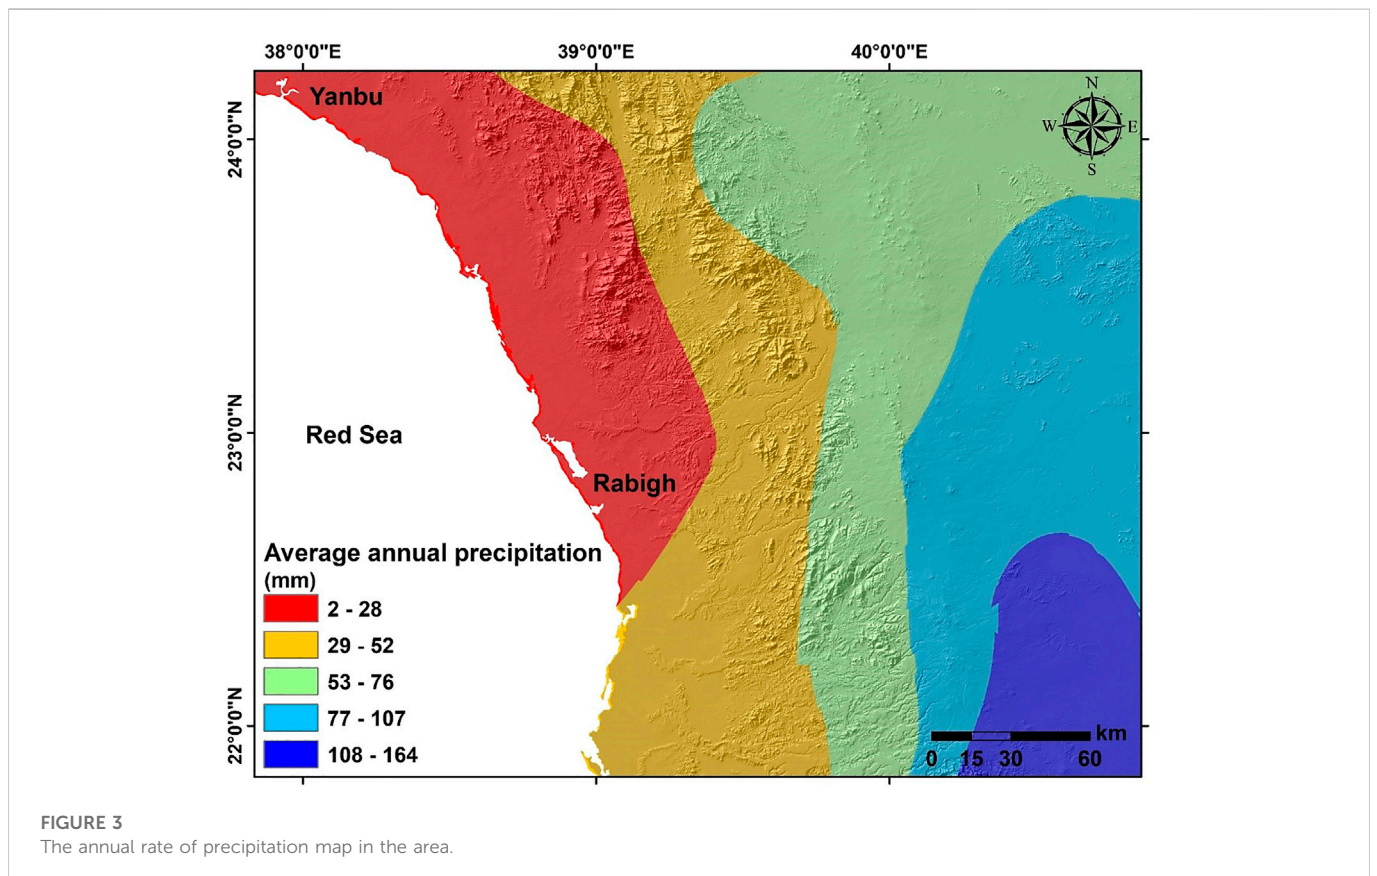 38°0'0"E 39°0'0"E 40°0'0"E
24°0'0"N
23°0'0"N
22°0'0"N
Yanbu
N
W E
S
Red Sea
Rabigh
Average annual precipitation
(mm)
2 - 28
29 - 52
53 - 76
77 - 107
108 - 164
km
0 15 30 60
FIGURE 3
The annual rate of precipitation map in the area.